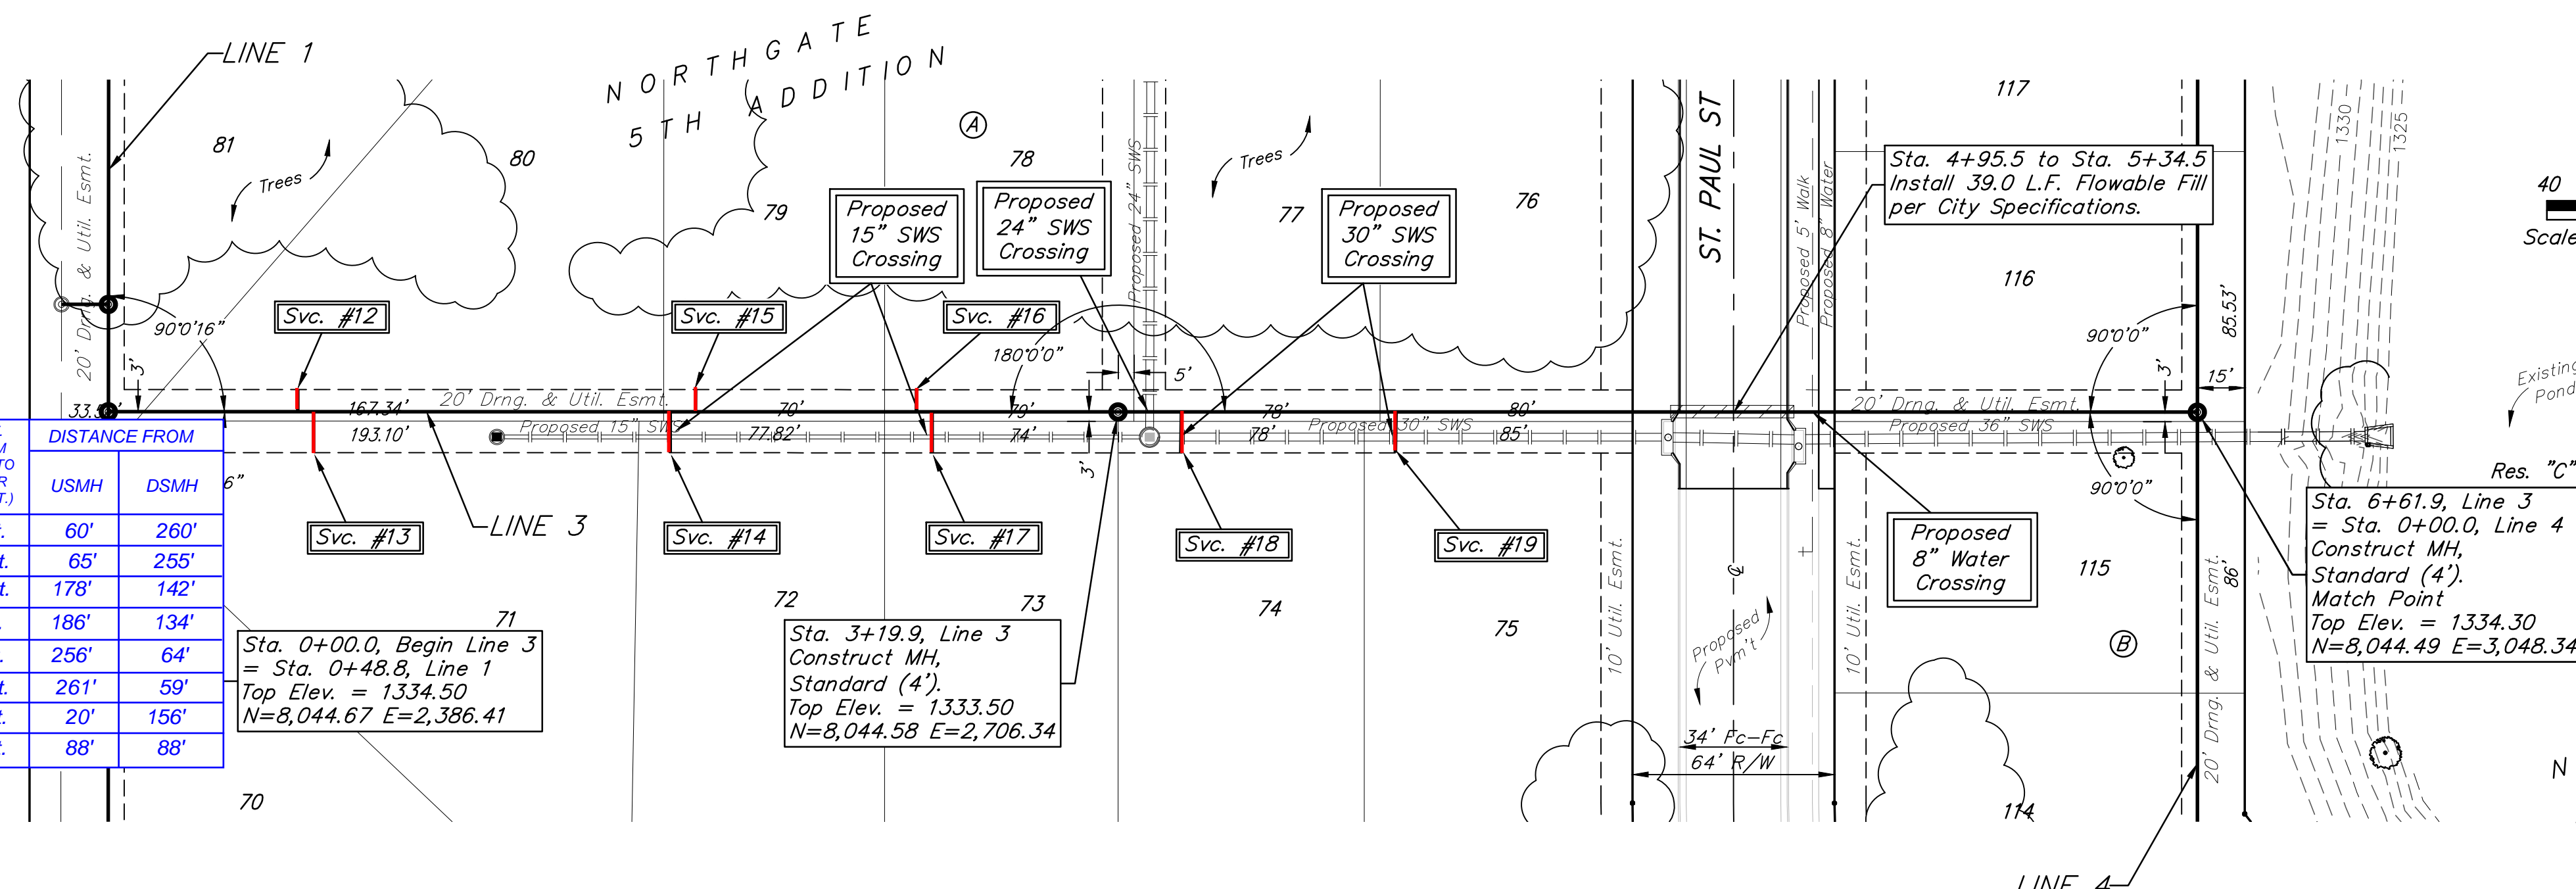 LINE 1
NORTHGATE
5TH ADDITION
81
80
79
A
78
77
76
117
116
Trees
Trees
20' Drng. & Util. Esmt.
Proposed
15" SWS
Crossing
Proposed
24" SWS
Crossing
Proposed 24" SWS
Proposed
30" SWS
Crossing
ST. PAUL ST
Proposed 5' Walk
Proposed 8" Water
Sta. 4+95.5 to Sta. 5+34.5
Install 39.0 L.F. Flowable Fill
per City Specifications.
1330
1325
40
Scale
Svc. #12
Svc. #15
Svc. #16
90°0'16"
180°0'0"
90°0'0"
85.53'
3'
5'
3'
15'
Existing
Pond
167.34'
20' Drng. & Util. Esmt.
70'
79'
78'
80'
20' Drng. & Util. Esmt.
193.10'
Proposed 15" SWS
77.82'
74'
78'
Proposed 30" SWS
85'
Proposed 36" SWS
3'
90°0'0"
Res. "C"
6"
DISTANCE FROM
USMH DSMH
60' 260'
65' 255'
178' 142'
186' 134'
256' 64'
261' 59'
20' 156'
88' 88'
Svc. #13
LINE 3
Svc. #14
Svc. #17
Svc. #18
Svc. #19
Proposed
8" Water
Crossing
10' Util. Esmt.
10' Util. Esmt.
115
86'
20' Drng. & Util. Esmt.
Sta. 6+61.9, Line 3
= Sta. 0+00.0, Line 4
Construct MH,
Standard (4').
Match Point
Top Elev. = 1334.30
N=8,044.49 E=3,048.34
71
72
73
74
75
B
Sta. 0+00.0, Begin Line 3
= Sta. 0+48.8, Line 1
Top Elev. = 1334.50
N=8,044.67 E=2,386.41
Sta. 3+19.9, Line 3
Construct MH,
Standard (4').
Top Elev. = 1333.50
N=8,044.58 E=2,706.34
Proposed
Pvm't
34' Fc-Fc
64' R/W
70
114
N
LINE 4